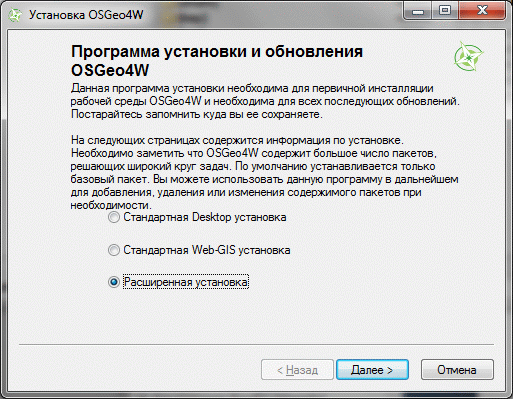 Установка OSGeo4W
Программа установки и обновления
OSGeo4W
Данная программа установки необходима для первичной инсталляции
рабочей среды OSGeo4W и необходима для всех последующих обновлений.
Постарайтесь запомнить куда вы ее сохраняете.
На следующих страницах содержится информация по установке.
Необходимо заметить что OSGeo4W содержит большое число пакетов,
решающих широкий круг задач. По умолчанию устанавливается только
базовый пакет. Вы можете использовать данную программу в дальнейшем
для добавления, удаления или изменения содержимого пакетов при
необходимости.
Стандартная Desktop установка
Стандартная Web-GIS установка
Расширенная установка
< Назад
Далее >
Отмена